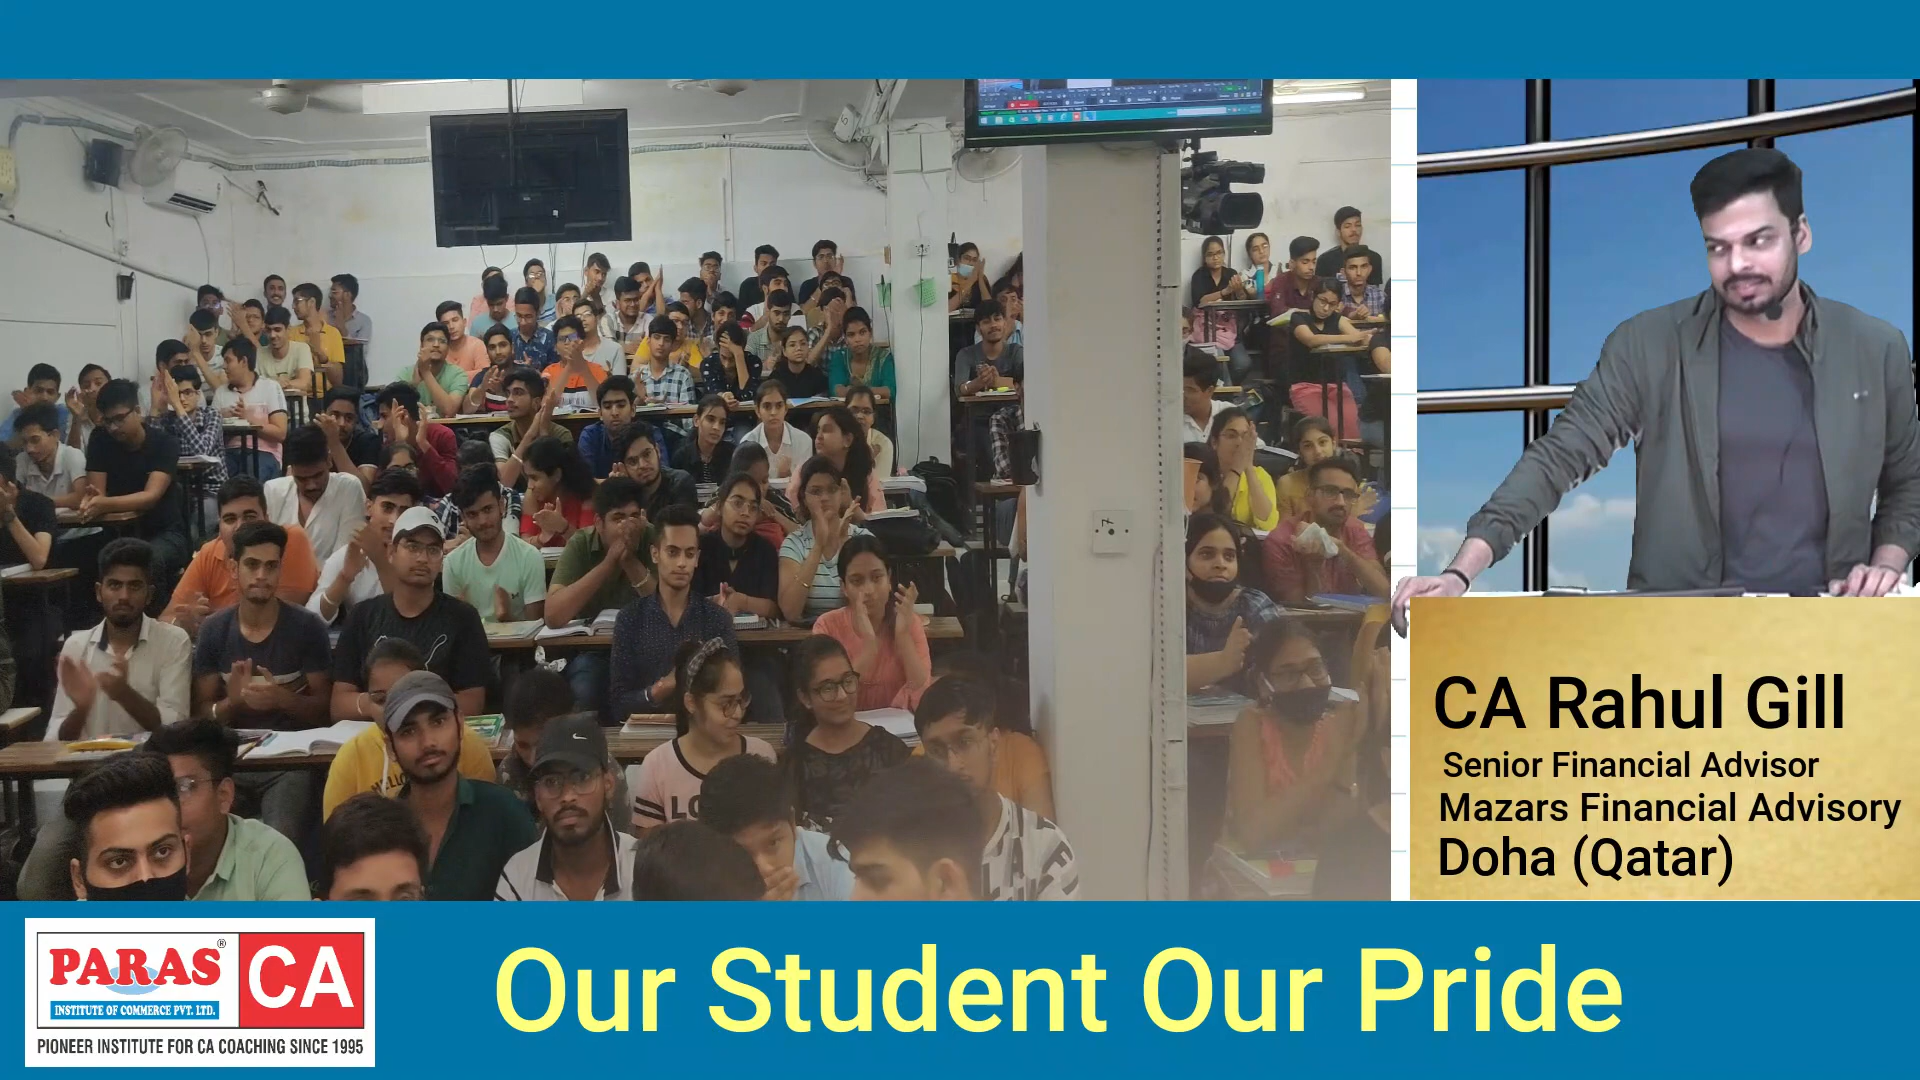 CA Rahul Gill
Senior Financial Advisor
Mazars Financial Advisory
Doha (Qatar)
PARAS® CA
INSTITUTE OF COMMERCE PVT. LTD.
PIONEER INSTITUTE FOR CA COACHING SINCE 1995
Our Student Our Pride